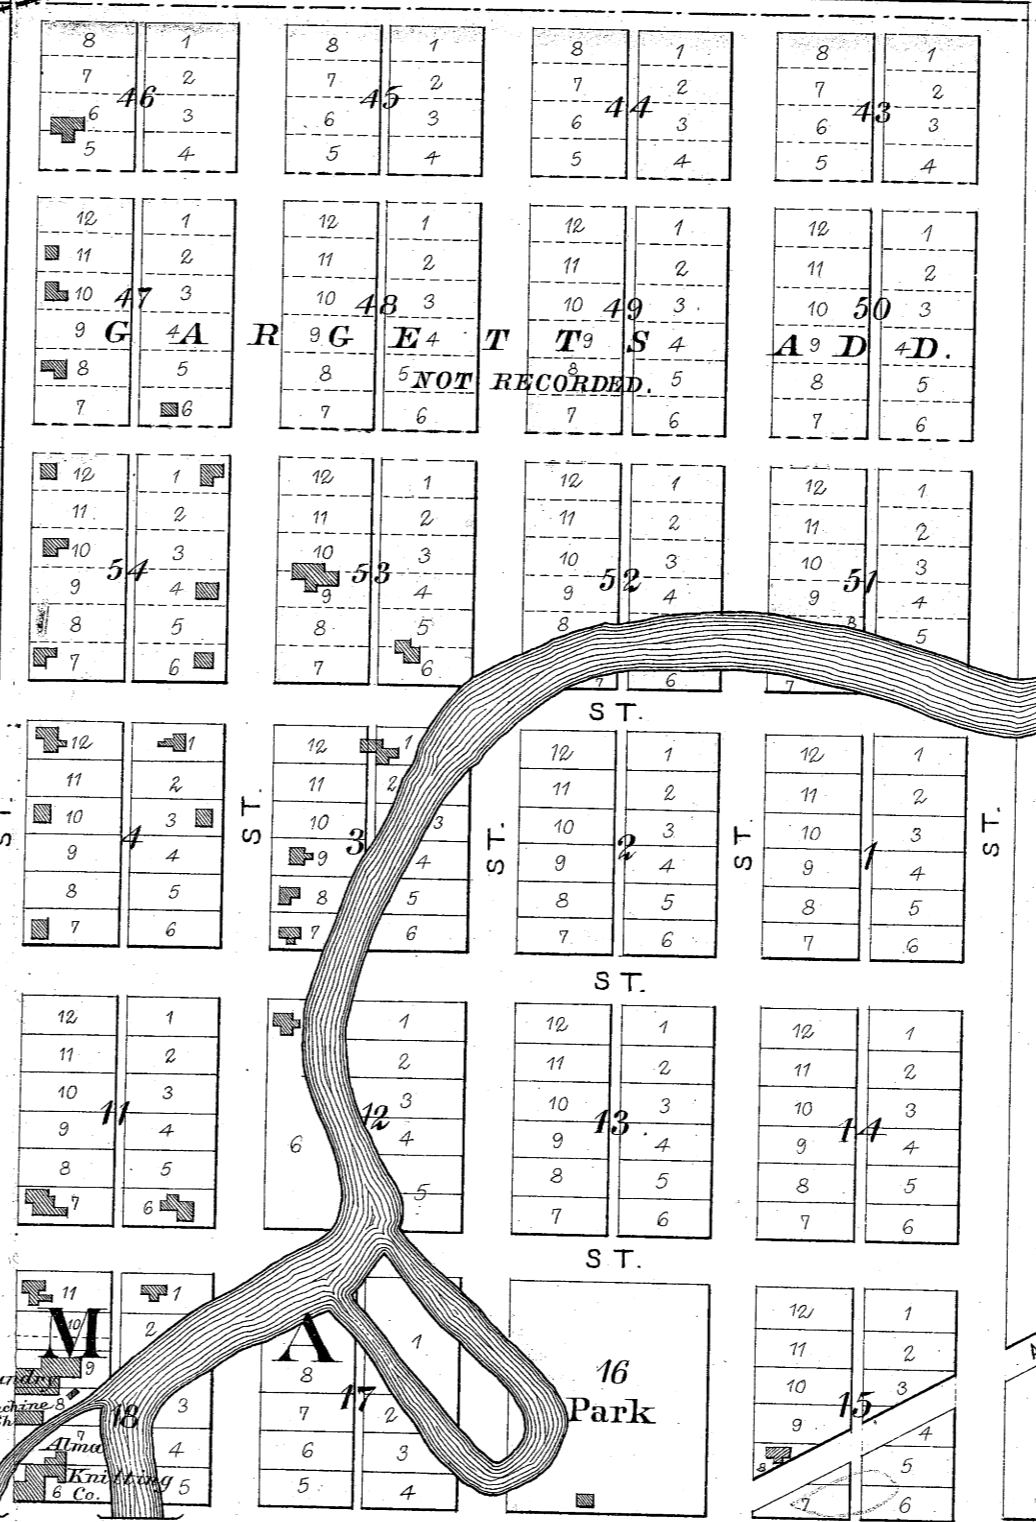 8 1 8 1 8 1 8 1
7 2 7 2 7 2 7 2
46 45 44 43
6 3 6 3 6 3 6 3
5 4 5 4 5 4 5 4
12 1 12 1 12 1 12 1
11 2 11 2 11 2 11 2
10 3 10 3 10 3 10 3
47 48 49 50
9 4 9 4 9 4 9 4
GARGETTS ADD.
8 5 8 5 8 5 8 5
NOT RECORDED.
7 6 7 6 7 6 7 6
12 1 12 1 12 1 12 1
11 2 11 2 11 2 11 2
10 3 10 3 10 3 10 3
54 53 52 51
9 4 9 4 9 4 9 4
8 5 8 5 8 8 5
7 6 7 6 7 6 7
ST.
12 1 12 1 12 1 12 1
11 2 11 2 11 2 11 2
10 3 10 3 10 3 10 3
ST. ST. ST. ST. ST.
4 3 2 1
9 4 9 4 9 4 9 4
8 5 8 5 8 5 8 5
7 6 7 6 7 6 7 6
ST.
12 1 1 12 1 12 1
11 2 2 11 2 11 2
10 3 3 10 3 10 3
11 12 13 14
9 4 6 4 9 4 9 4
8 5 5 8 5 8 5
7 6 7 6 7 6
ST.
11 1 12 1
M A
10 2 1 11 2
9 8 16 10 3
8 3 7 2 Park 9 4
18 17 15
7 4 6 3 8 5
Alma
Knitting
Co.
6 5 5 4 7 6